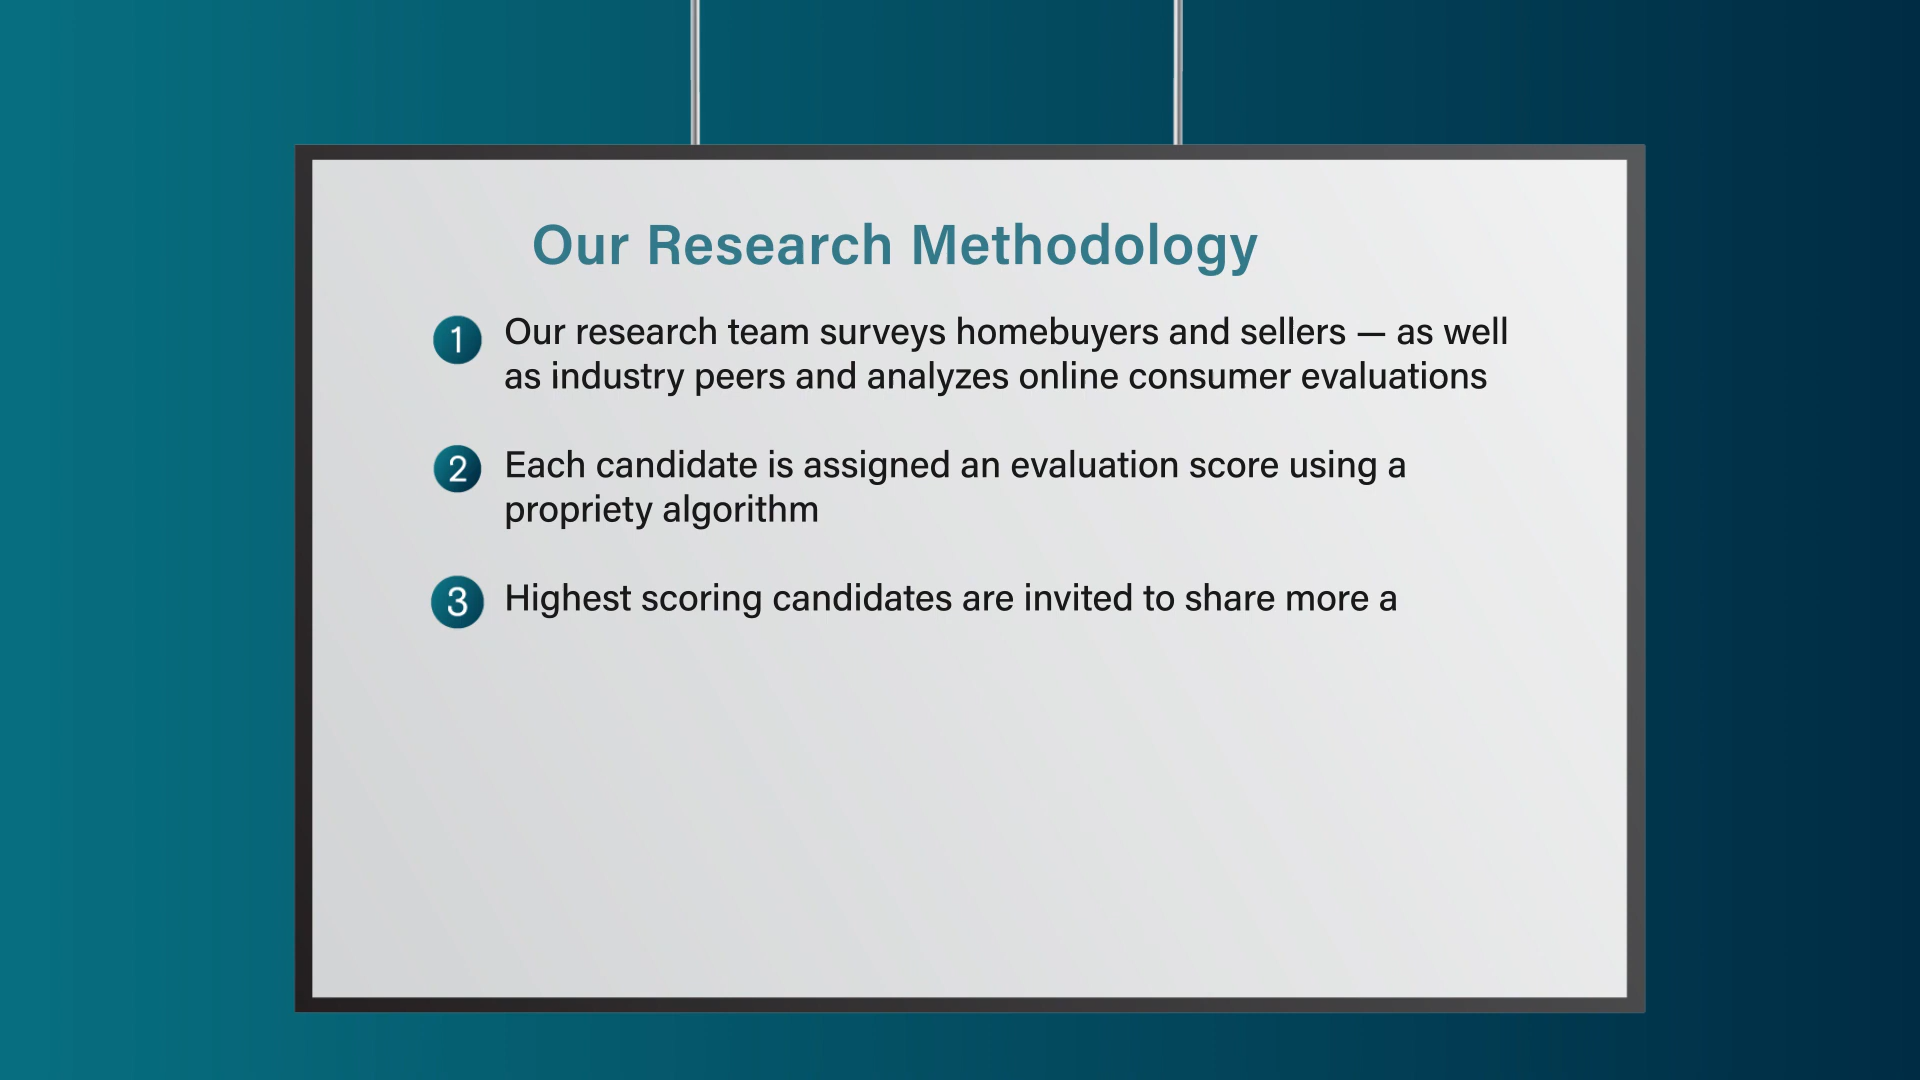 Our Research Methodology
1 Our research team surveys homebuyers and sellers — as well
as industry peers and analyzes online consumer evaluations
2 Each candidate is assigned an evaluation score using a
propriety algorithm
3 Highest scoring candidates are invited to share more a